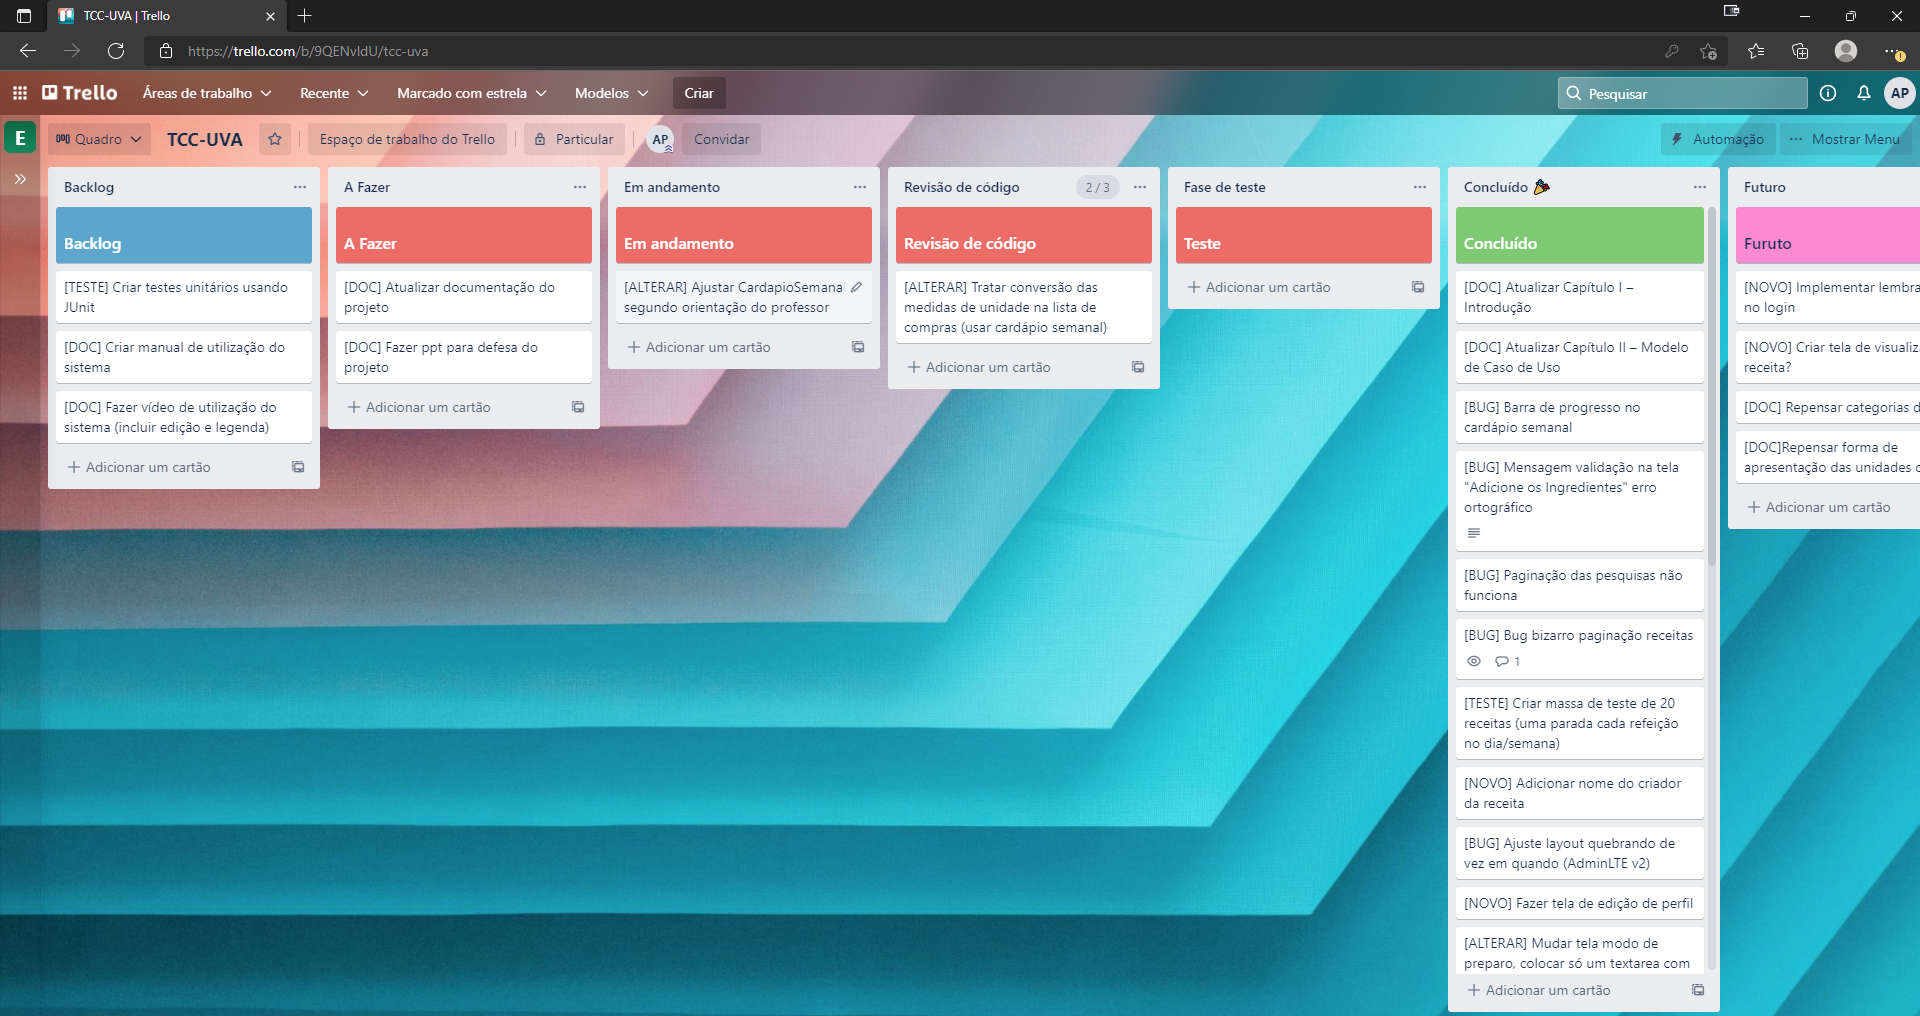 TCC-UVA | Trello
https://trello.com/b/9QENvIdU/tcc-uva
Trello
Áreas de trabalho
Recente
Marcado com estrela
Modelos
Criar
Pesquisar
AP
E
Quadro
TCC-UVA
Espaço de trabalho do Trello
Particular
AP
Convidar
Automação
Mostrar Menu
Backlog
Backlog
[TESTE] Criar testes unitários usando
JUnit
[DOC] Criar manual de utilização do
sistema
[DOC] Fazer vídeo de utilização do
sistema (incluir edição e legenda)
Adicionar um cartão
A Fazer
A Fazer
[DOC] Atualizar documentação do
projeto
[DOC] Fazer ppt para defesa do
projeto
Adicionar um cartão
Em andamento
Em andamento
[ALTERAR] Ajustar CardapioSemanal
segundo orientação do professor
Adicionar um cartão
Revisão de código
2 / 3
Revisão de código
[ALTERAR] Tratar conversão das
medidas de unidade na lista de
compras (usar cardápio semanal)
Adicionar um cartão
Fase de teste
Teste
Adicionar um cartão
Concluído
Concluído
[DOC] Atualizar Capítulo I –
Introdução
[DOC] Atualizar Capítulo II – Modelo
de Caso de Uso
[BUG] Barra de progresso no
cardápio semanal
[BUG] Mensagem validação na tela
"Adicione os Ingredientes" erro
ortográfico
[BUG] Paginação das pesquisas não
funciona
[BUG] Bug bizarro paginação receitas
1
[TESTE] Criar massa de teste de 20
receitas (uma parada cada refeição
no dia/semana)
[NOVO] Adicionar nome do criador
da receita
[BUG] Ajuste layout quebrando de
vez em quando (AdminLTE v2)
[NOVO] Fazer tela de edição de perfil
[ALTERAR] Mudar tela modo de
preparo, colocar só um textarea com
Adicionar um cartão
Futuro
Furuto
[NOVO] Implementar
no login
[NOVO] Criar tela de
receita?
[DOC] Repensar categorias
[DOC]Repensar forma de
apresentação das unidades
Adicionar um cartão